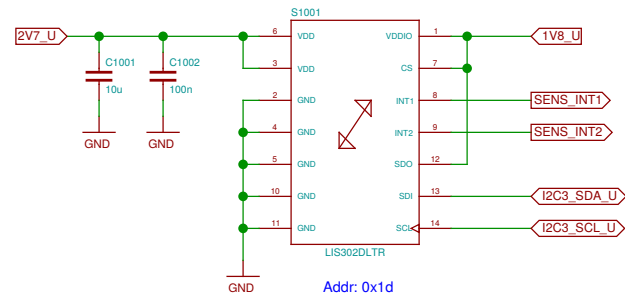 S1001
2V7_U
6 VDD VDDIO 1 1V8_U
C1001 C1002
3 VDD CS 7
10u 100n
2 GND INT1 8 SENS_INT1
4 GND INT2 9 SENS_INT2
GND GND
5 GND SDO 12
10 GND SDI 13 I2C3_SDA_U
11 GND SCL 14 I2C3_SCL_U
LIS302DLTR
GND Addr: 0x1d